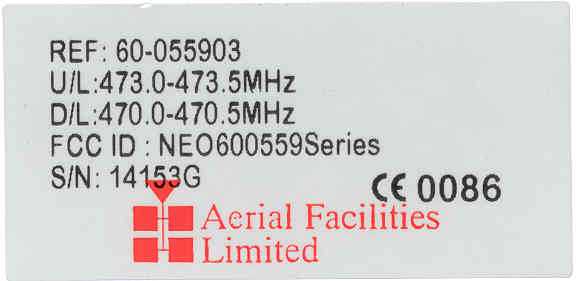 REF: 60-055903
U/L:473.0-473.5MHz
D/L:470.0-470.5MHz
FCC ID : NEO600559Series
S/N: 14153G
CE 0086
Aerial Facilities
Limited